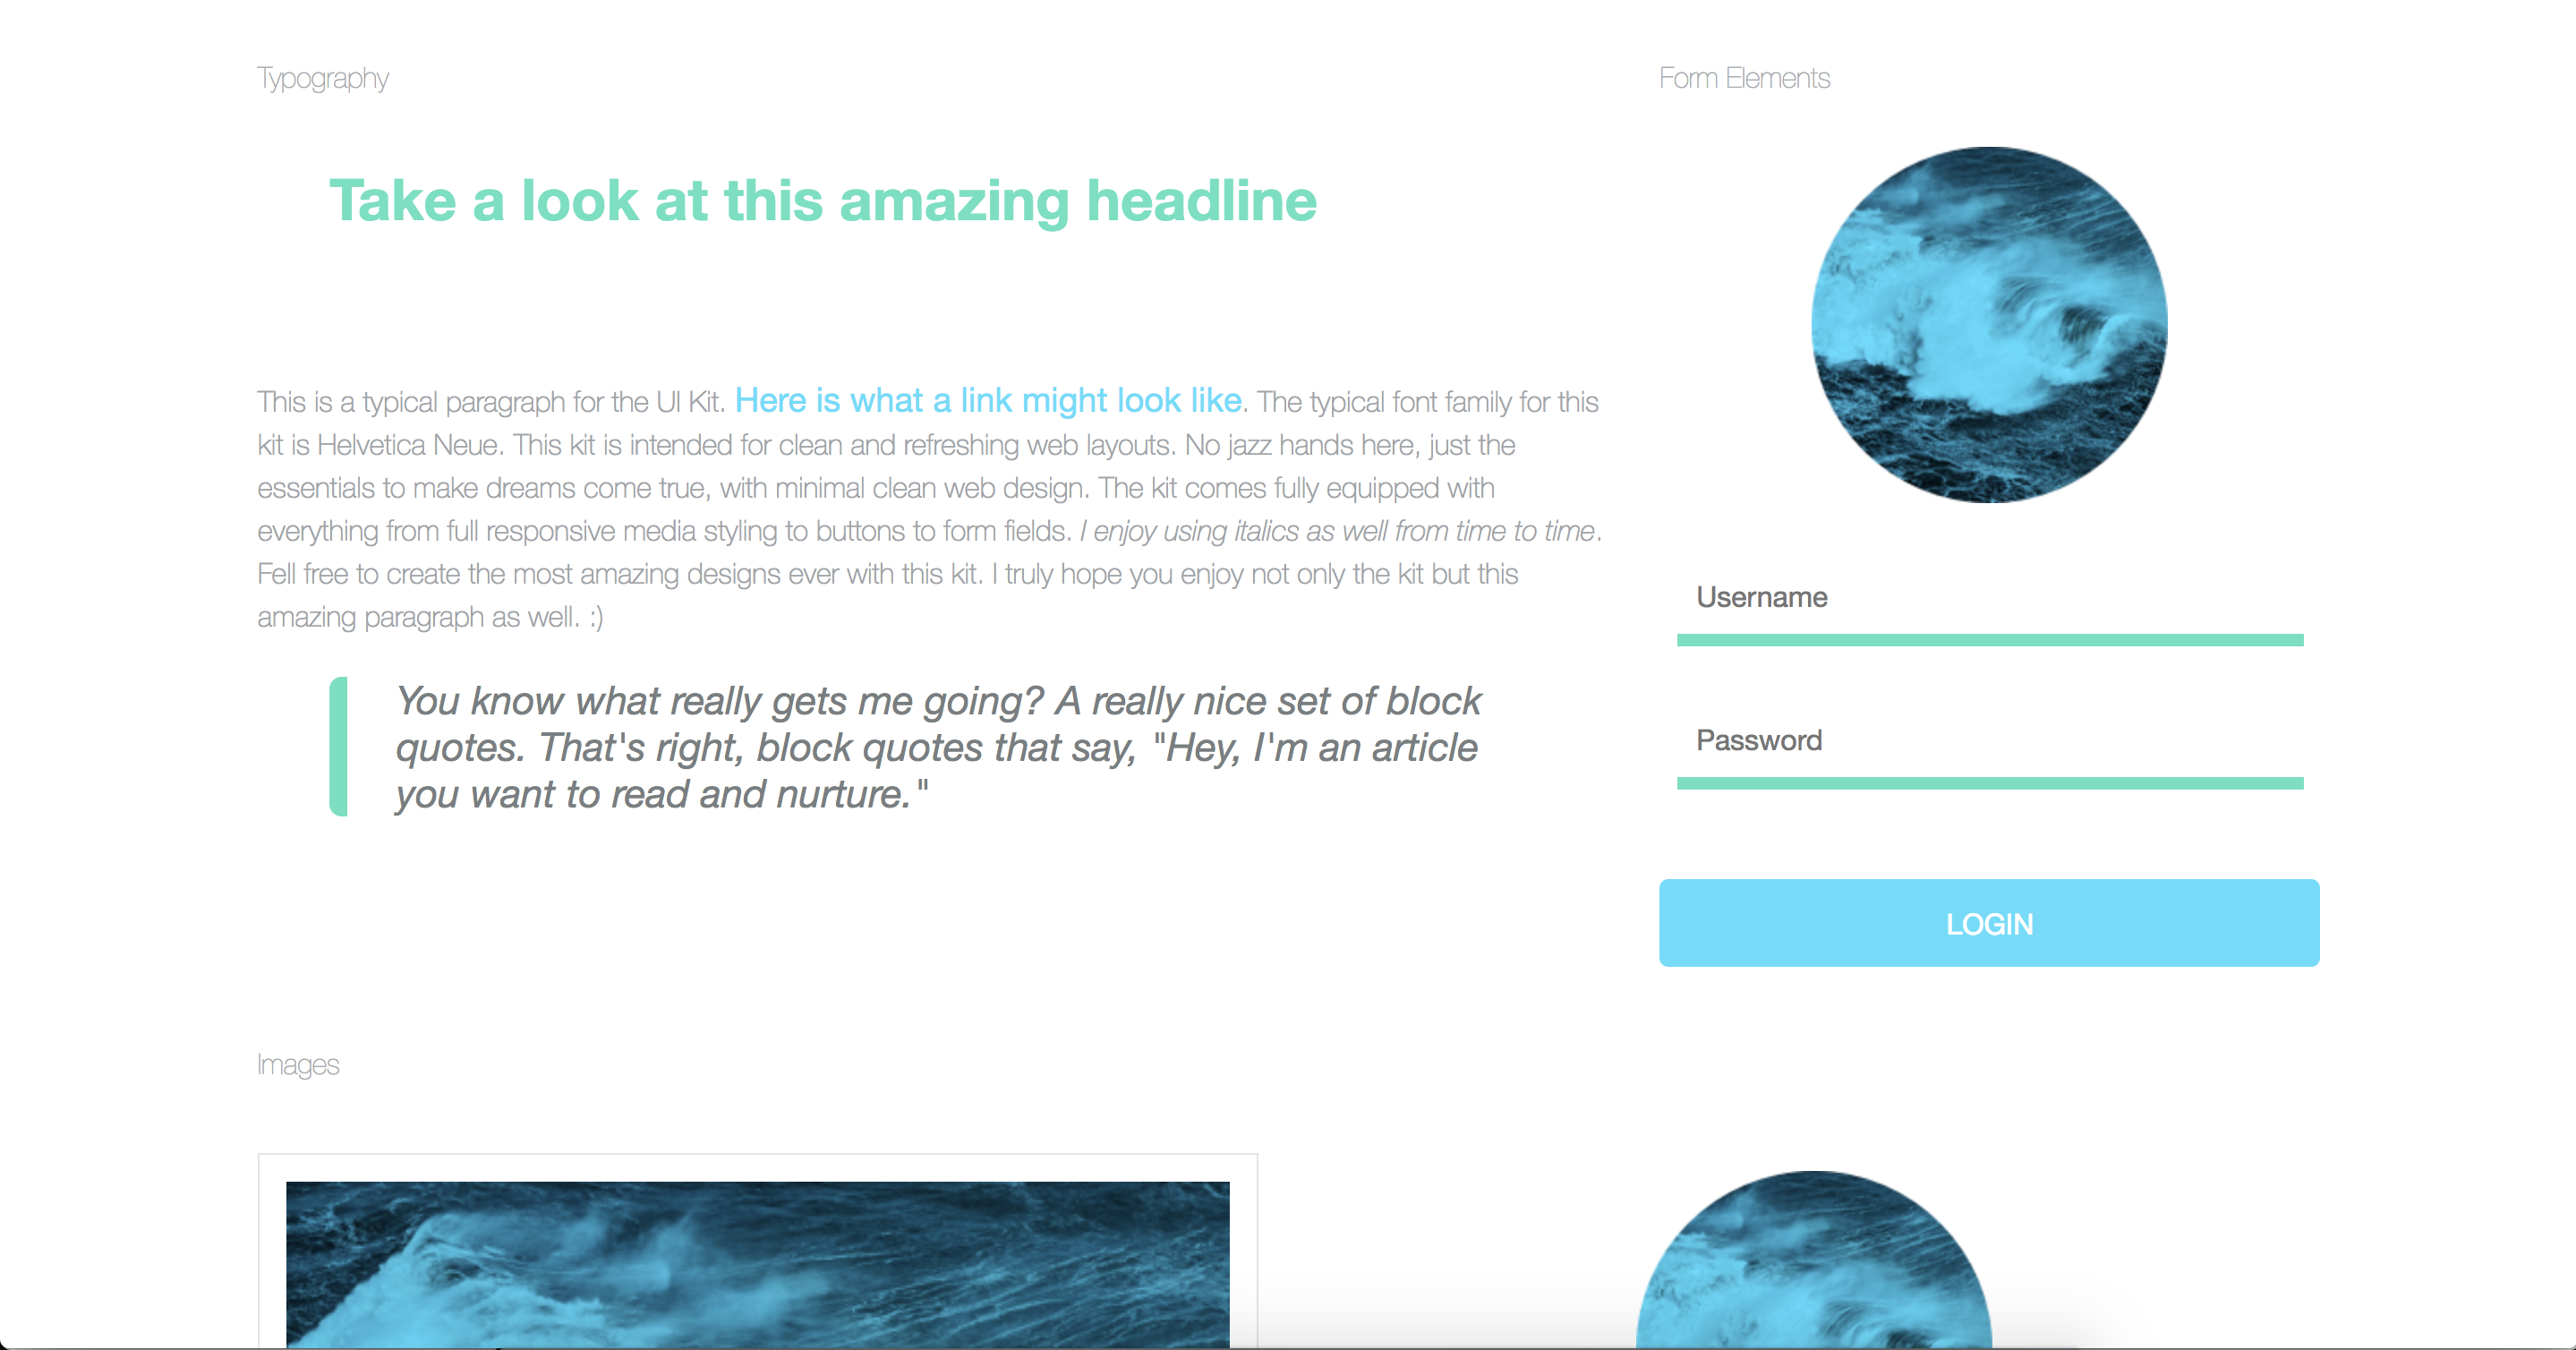 Typography
Take a look at this amazing headline
This is a typical paragraph for the UI Kit. Here is what a link might look like. The typical font family for this
kit is Helvetica Neue. This kit is intended for clean and refreshing web layouts. No jazz hands here, just the
essentials to make dreams come true, with minimal clean web design. The kit comes fully equipped with
everything from full responsive media styling to buttons to form fields. I enjoy using italics as well from time to time.
Fell free to create the most amazing designs ever with this kit. I truly hope you enjoy not only the kit but this
amazing paragraph as well. :)
You know what really gets me going? A really nice set of block
quotes. That's right, block quotes that say, "Hey, I'm an article
you want to read and nurture."
Form Elements
Username
Password
LOGIN
Images